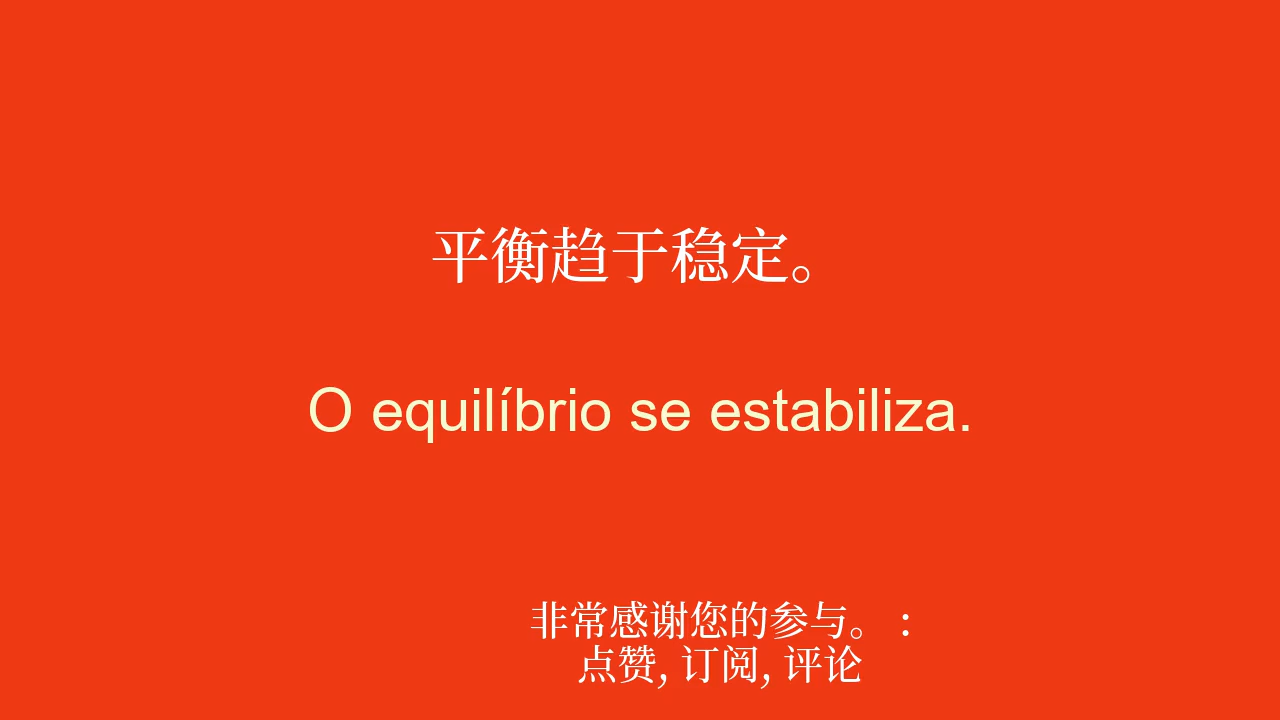 平衡趋于稳定。
O equilíbrio se estabiliza.
非常感谢您的参与。 :
点赞, 订阅, 评论